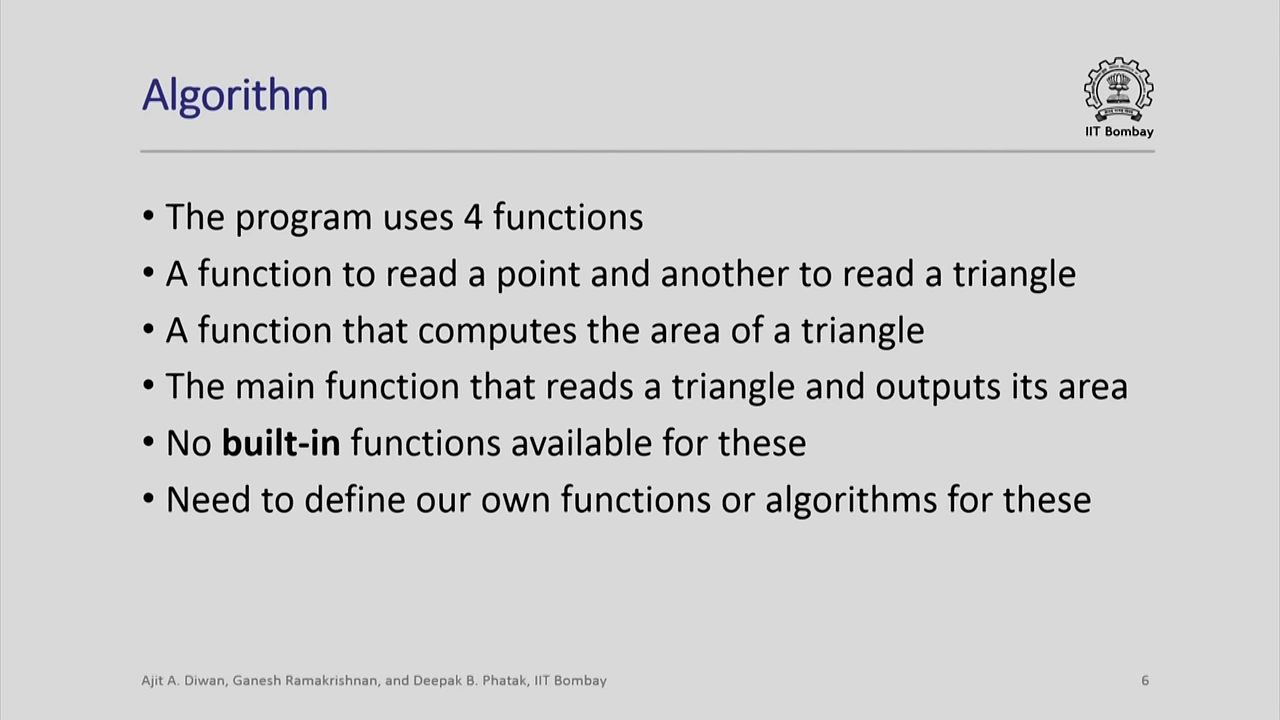 Algorithm
IIT Bombay
• The program uses 4 functions
• A function to read a point and another to read a triangle
• A function that computes the area of a triangle
• The main function that reads a triangle and outputs its area
• No built-in functions available for these
• Need to define our own functions or algorithms for these
Ajit A. Diwan, Ganesh Ramakrishnan, and Deepak B. Phatak, IIT Bombay
6